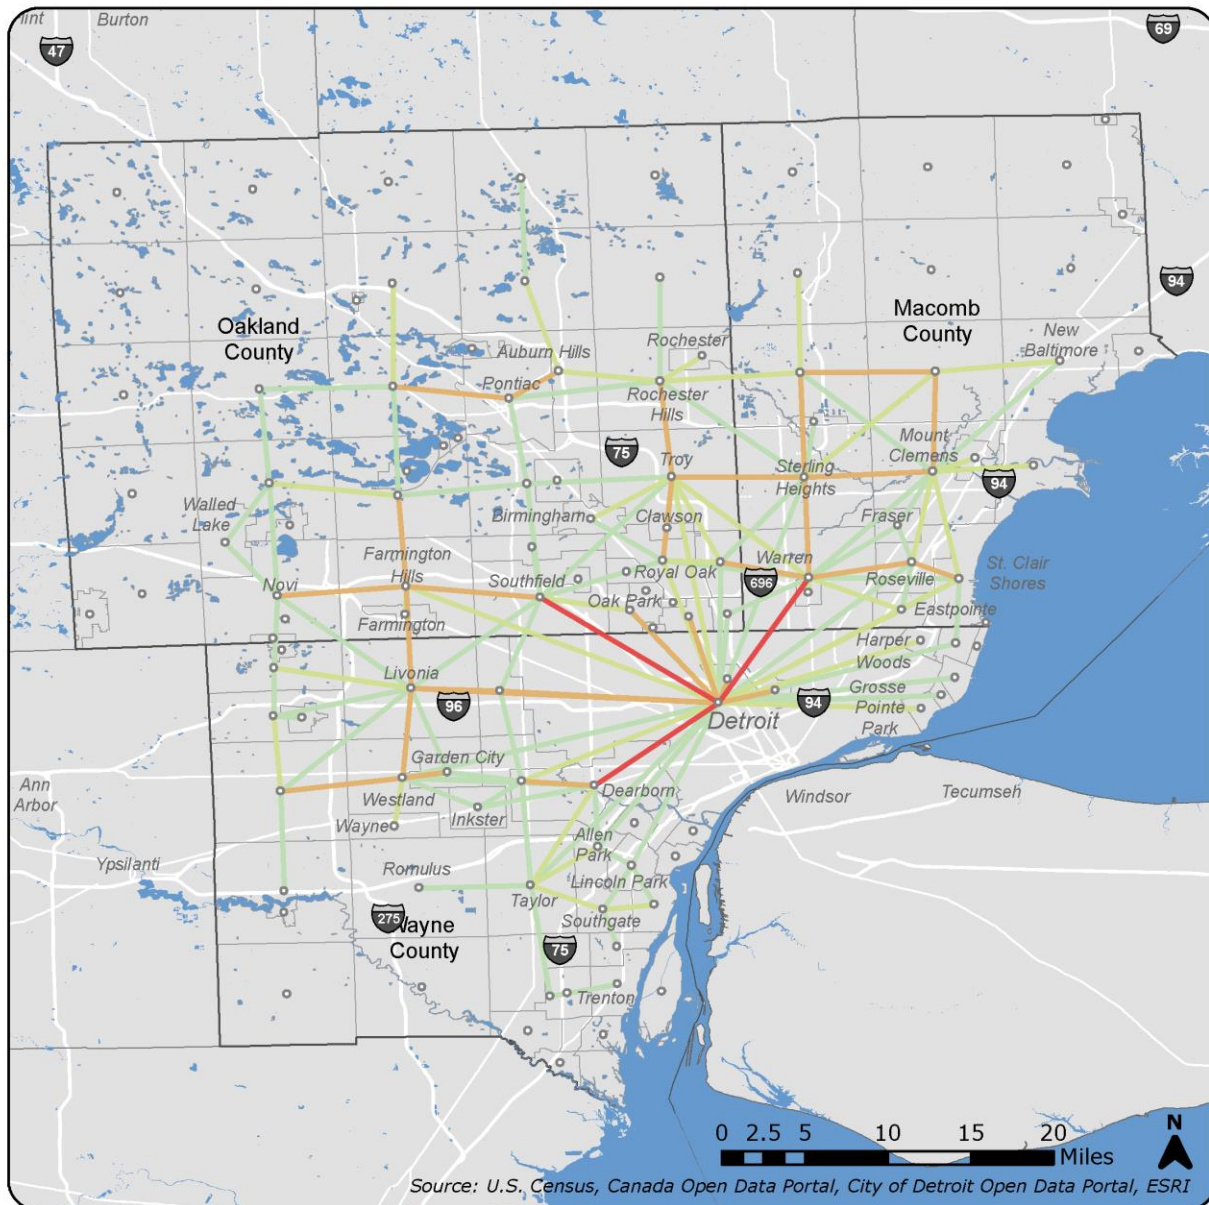 lint
Burton
47
69
94
Oakland
County
Macomb
County
New
Baltimore
Rochester
Auburn Hills
Pontiac
Rochester
Hills
75
Troy
Sterling
Heights
Mount
Clemens
94
Walled
Lake
Birmingham
Clawson
Fraser
Farmington
Hills
Novi
Southfield
Royal Oak
Warren
696
Roseville
St. Clair
Shores
Oak Park
Eastpointe
Farmington
Harper
Woods
Livonia
96
94
Grosse
Pointe
Park
Detroit
Garden City
Ann
Arbor
Westland
Dearborn
Windsor
Tecumseh
Wayne
Inkster
Allen
Park
Ypsilanti
Romulus
Lincoln Park
Taylor
Southgate
275
Wayne
County
75
Trenton
N
0 2.5 5 10 15 20
Miles
Source: U.S. Census, Canada Open Data Portal, City of Detroit Open Data Portal, ESRI